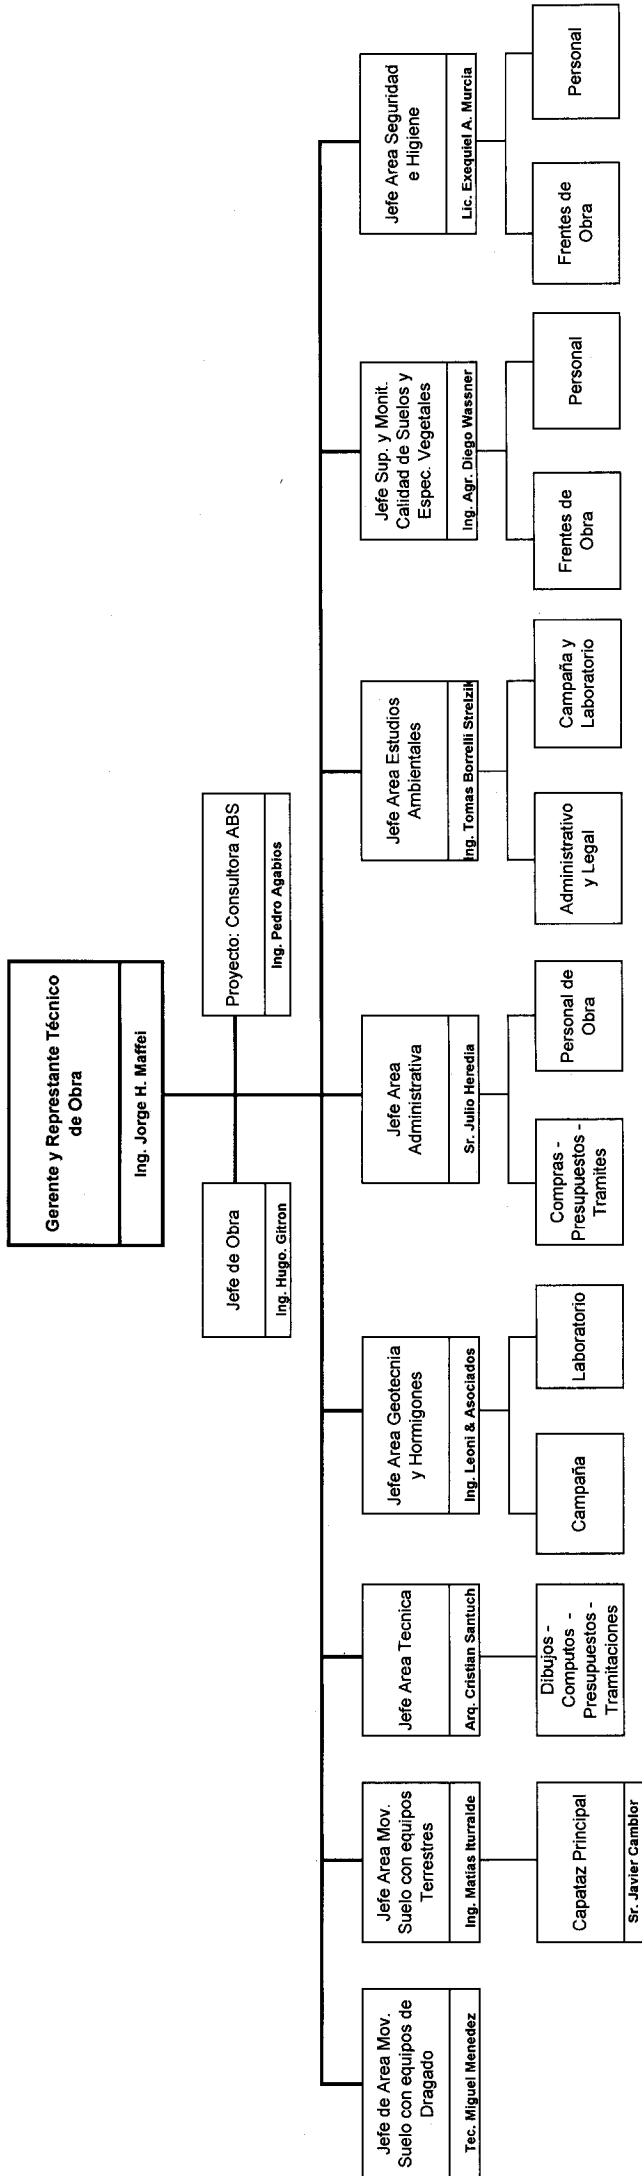 Gerente y Represtante Técnico
de Obra
Ing. Jorge H. Maffei
Jefe de Obra
Ing. Hugo. Gitron
Proyecto: Consultora ABS
Ing. Pedro Agabios
Jefe de Area Mov.
Suelo con equipos de
Dragado
Tec. Miguel Menedez
Jefe Area Mov.
Suelo con equipos
Terrestres
Ing. Matias Iturralde
Capataz Principal
Sr. Javier Camblor
Jefe Area Tecnica
Arq. Cristian Santuch
Dibujos -
Computos -
Presupuestos -
Tramitaciones
Jefe Area Geotecnia
y Hormigones
Ing. Leoni & Asociados
Campaña
Laboratorio
Jefe Area
Administrativa
Sr. Julio Heredia
Compras -
Presupuestos -
Tramites
Personal de
Obra
Jefe Area Estudios
Ambientales
Ing. Tomas Borrelli Strelzik
Administrativo
y Legal
Campaña y
Laboratorio
Jefe Sup. y Monit.
Calidad de Suelos y
Espec. Vegetales
Ing. Agr. Diego Wassner
Frentes de
Obra
Personal
Jefe Area Seguridad
e Higiene
Lic. Exequiel A. Murcia
Frentes de
Obra
Personal